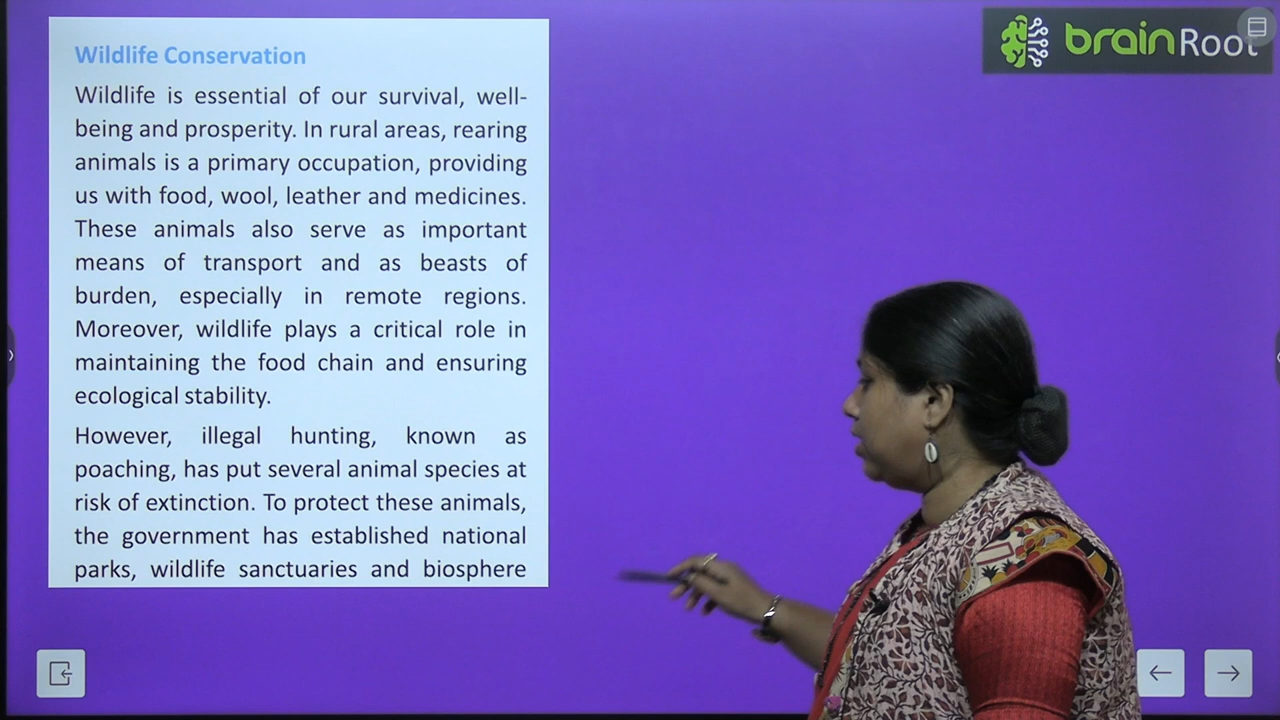 Wildlife Conservation
Wildlife is essential of our survival, well-
being and prosperity. In rural areas, rearing
animals is a primary occupation, providing
us with food, wool, leather and medicines.
These animals also serve as important
means of transport and as beasts of
burden, especially in remote regions.
Moreover, wildlife plays a critical role in
maintaining the food chain and ensuring
ecological stability.
However, illegal hunting, known as
poaching, has put several animal species at
risk of extinction. To protect these animals,
the government has established national
parks, wildlife sanctuaries and biosphere
brainRoot